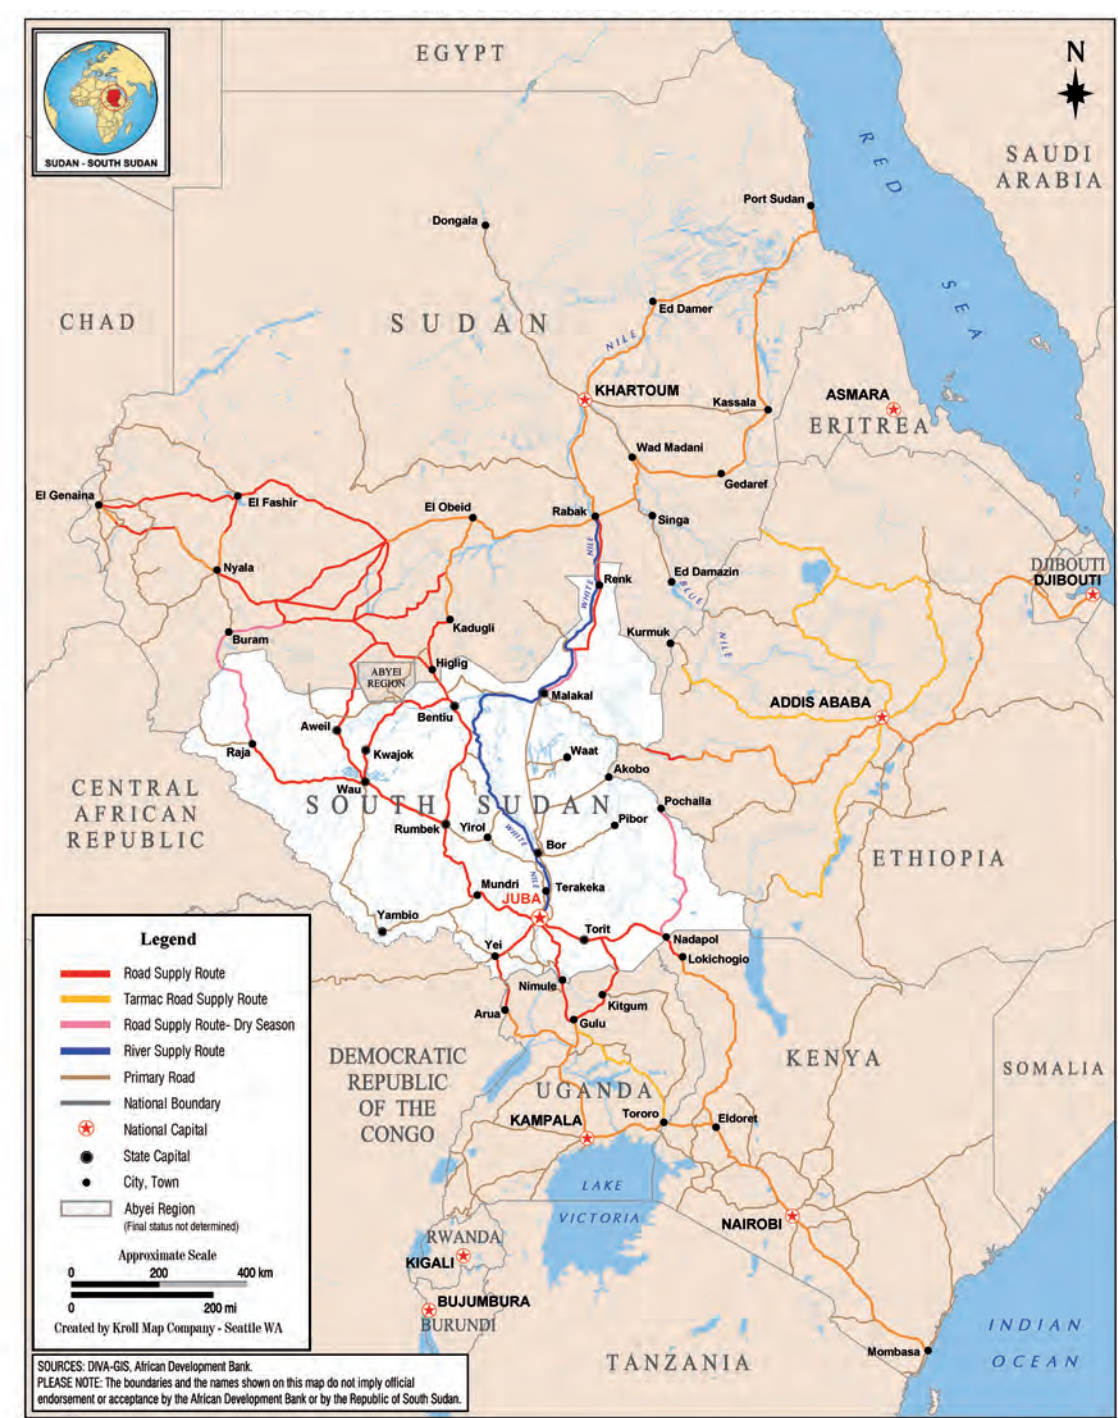 EGYPT
N
SUDAN - SOUTH SUDAN
SAUDI
ARABIA
RED
SEA
Port Sudan
Dongala
Ed Damer
CHAD
SUDAN
NILE
KHARTOUM
Kassala
ASMARA
ERITREA
Wad Madani
Gedaref
El Genaina
El Fashir
El Obeid
Rabak
Singa
NILE
Nyala
Ed Damazin
DJIBOUTI
DJIBOUTI
Renk
WHITE
BLUE
Buram
Kadugli
Kurmuk
NILE
Higlig
ABYEI
REGION
Malakal
ADDIS ABABA
Bentiu
Aweil
Raja
Kwajok
Waat
Akobo
Wau
CENTRAL
AFRICAN
REPUBLIC
SOUTH SUDAN
Pochalla
Rumbek
Yirol
WHITE
Pibor
Bor
ETHIOPIA
NILE
Mundri
Terakeka
JUBA
Yambio
Torit
Nadapol
Yei
Lokichogio
Nimule
Kitgum
Arua
Gulu
DEMOCRATIC
REPUBLIC
OF THE
CONGO
KENYA
SOMALIA
UGANDA
KAMPALA
Tororo
Eldoret
LAKE
VICTORIA
NAIROBI
RWANDA
KIGALI
BUJUMBURA
BURUNDI
INDIAN
OCEAN
Mombasa
TANZANIA
Legend
Road Supply Route
Tarmac Road Supply Route
Road Supply Route- Dry Season
River Supply Route
Primary Road
National Boundary
National Capital
State Capital
City, Town
Abyei Region
(Final status not determined)
Approximate Scale
0 200 400 km
0 200 mi
Created by Kroll Map Company - Seattle WA
SOURCES: DIVA-GIS, African Development Bank.
PLEASE NOTE: The boundaries and the names shown on this map do not imply official
endorsement or acceptance by the African Development Bank or by the Republic of South Sudan.